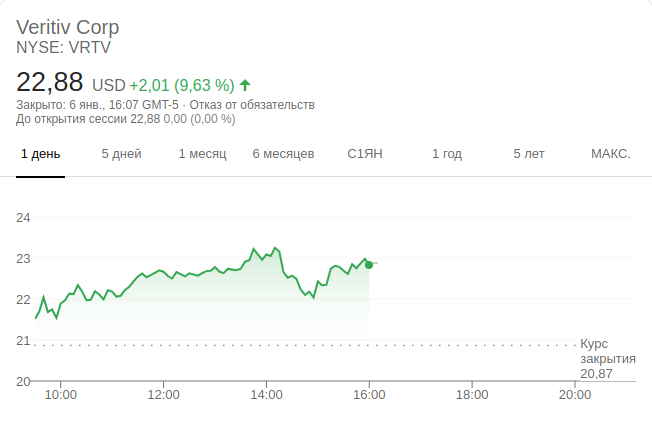 Veritiv Corp
NYSE: VRTV
22,88 USD +2,01 (9,63 %)
Закрыто: 6 янв., 16:07 GMT-5 · Отказ от обязательств
До открытия сессии 22,88 0,00 (0,00 %)
1 день 5 дней 1 месяц 6 месяцев С1ЯН 1 год 5 лет МАКС.
24
23
22
21
Курс
закрытия
20,87
20
10:00 12:00 14:00 16:00 18:00 20:00